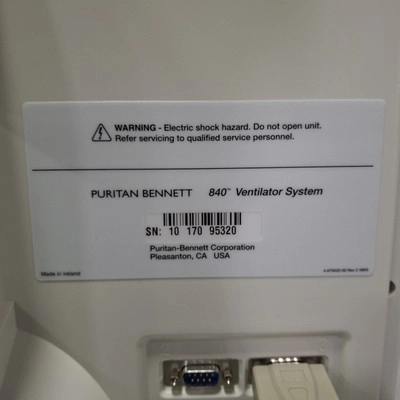 WARNING - Electric shock hazard. Do not open unit.
Refer servicing to qualified service personnel.
PURITAN BENNETT 840™ Ventilator System
SN: 10 170 95320
Puritan-Bennett Corporation
Pleasanton, CA USA
Made in Ireland